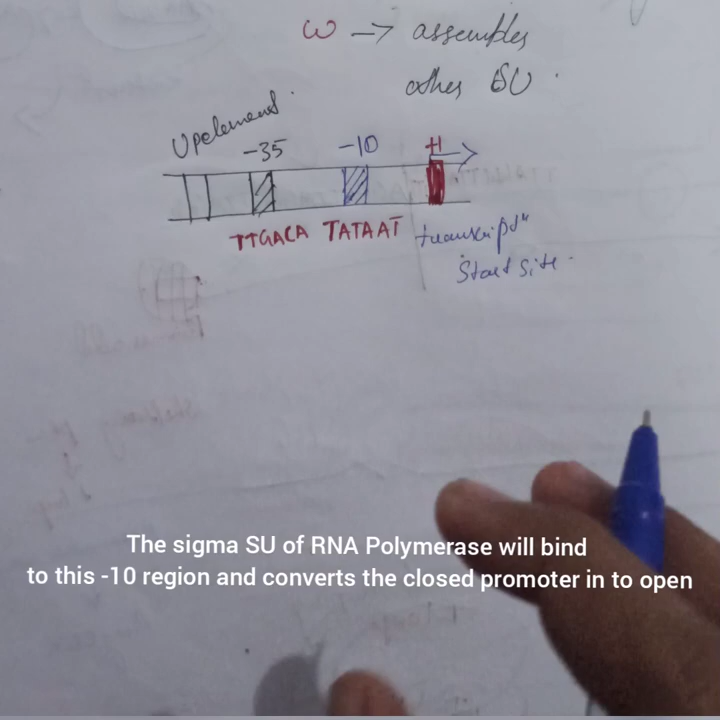 ω → assembles
other SU.
Upelement.
-35 -10 +1
TTGACA TATAAT transcriptⁿ
Start site.
The sigma SU of RNA Polymerase will bind
to this -10 region and converts the closed promoter in to open